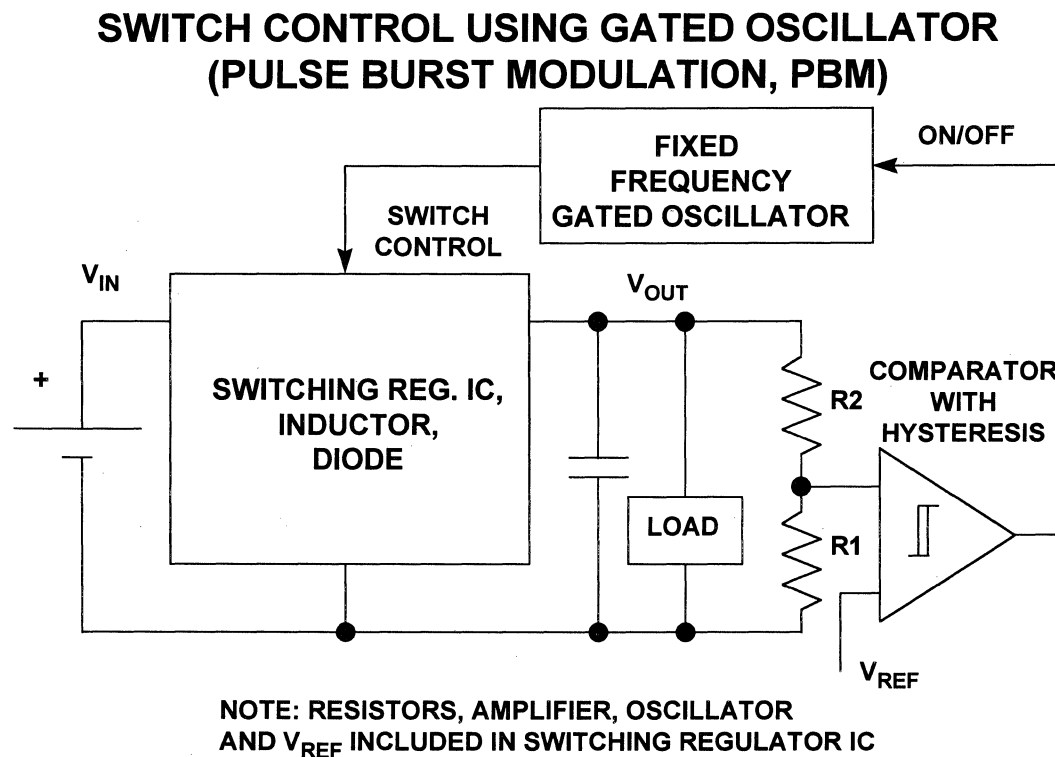 SWITCH CONTROL USING GATED OSCILLATOR
(PULSE BURST MODULATION, PBM)
FIXED
FREQUENCY
GATED OSCILLATOR
ON/OFF
SWITCH
CONTROL
VIN
VOUT
+
SWITCHING REG. IC,
INDUCTOR,
DIODE
R2
COMPARATOR
WITH
HYSTERESIS
LOAD
R1
VREF
NOTE: RESISTORS, AMPLIFIER, OSCILLATOR
AND VREF INCLUDED IN SWITCHING REGULATOR IC